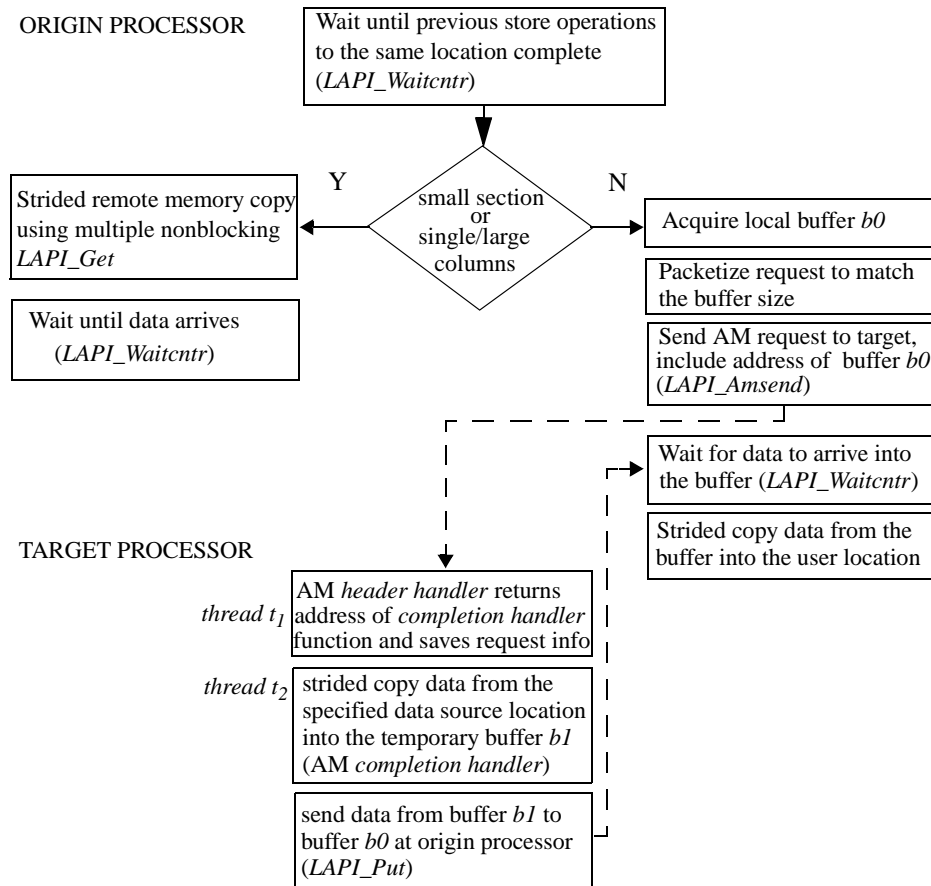 ORIGIN PROCESSOR
Wait until previous store operations
to the same location complete
(LAPI_Waitcntr)
Y
N
small section
or
single/large
columns
Strided remote memory copy
using multiple nonblocking
LAPI_Get
Wait until data arrives
(LAPI_Waitcntr)
Acquire local buffer b0
Packetize request to match
the buffer size
Send AM request to target,
include address of buffer b0
(LAPI_Amsend)
Wait for data to arrive into
the buffer (LAPI_Waitcntr)
Strided copy data from the
buffer into the user location
TARGET PROCESSOR
thread t1
AM header handler returns
address of completion handler
function and saves request info
thread t2
strided copy data from the
specified data source location
into the temporary buffer b1
(AM completion handler)
send data from buffer b1 to
buffer b0 at origin processor
(LAPI_Put)